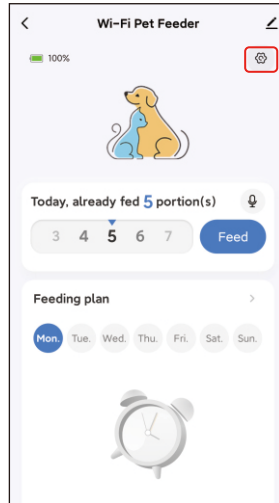 Wi-Fi Pet Feeder
100%
Today, already fed 5 portion(s)
3 4 5 6 7 Feed
Feeding plan
Mon. Tue. Wed. Thu. Fri. Sat. Sun.